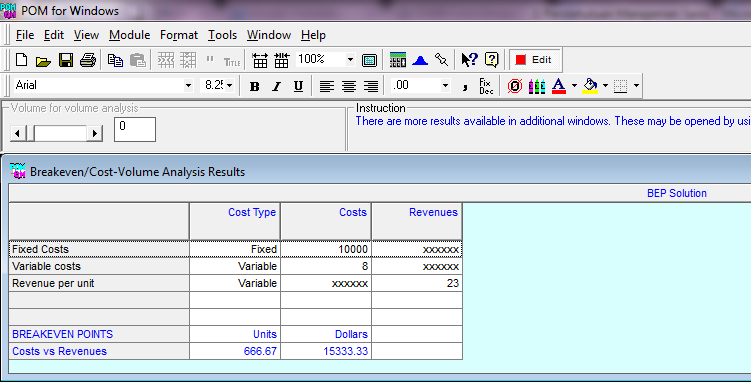 POM for Windows
File Edit View Module Format Tools Window Help
100%
Edit
Arial 8.2 B I U .00 , Fix Dec 0
Volume for volume analysis
0
Instruction
There are more results available in additional windows. These may be opened by usi
Breakeven/Cost-Volume Analysis Results
BEP Solution
Cost Type Costs Revenues
Fixed Costs Fixed 10000 xxxxxx
Variable costs Variable 8 xxxxxx
Revenue per unit Variable xxxxxx 23
BREAKEVEN POINTS Units Dollars
Costs vs Revenues 666.67 15333.33